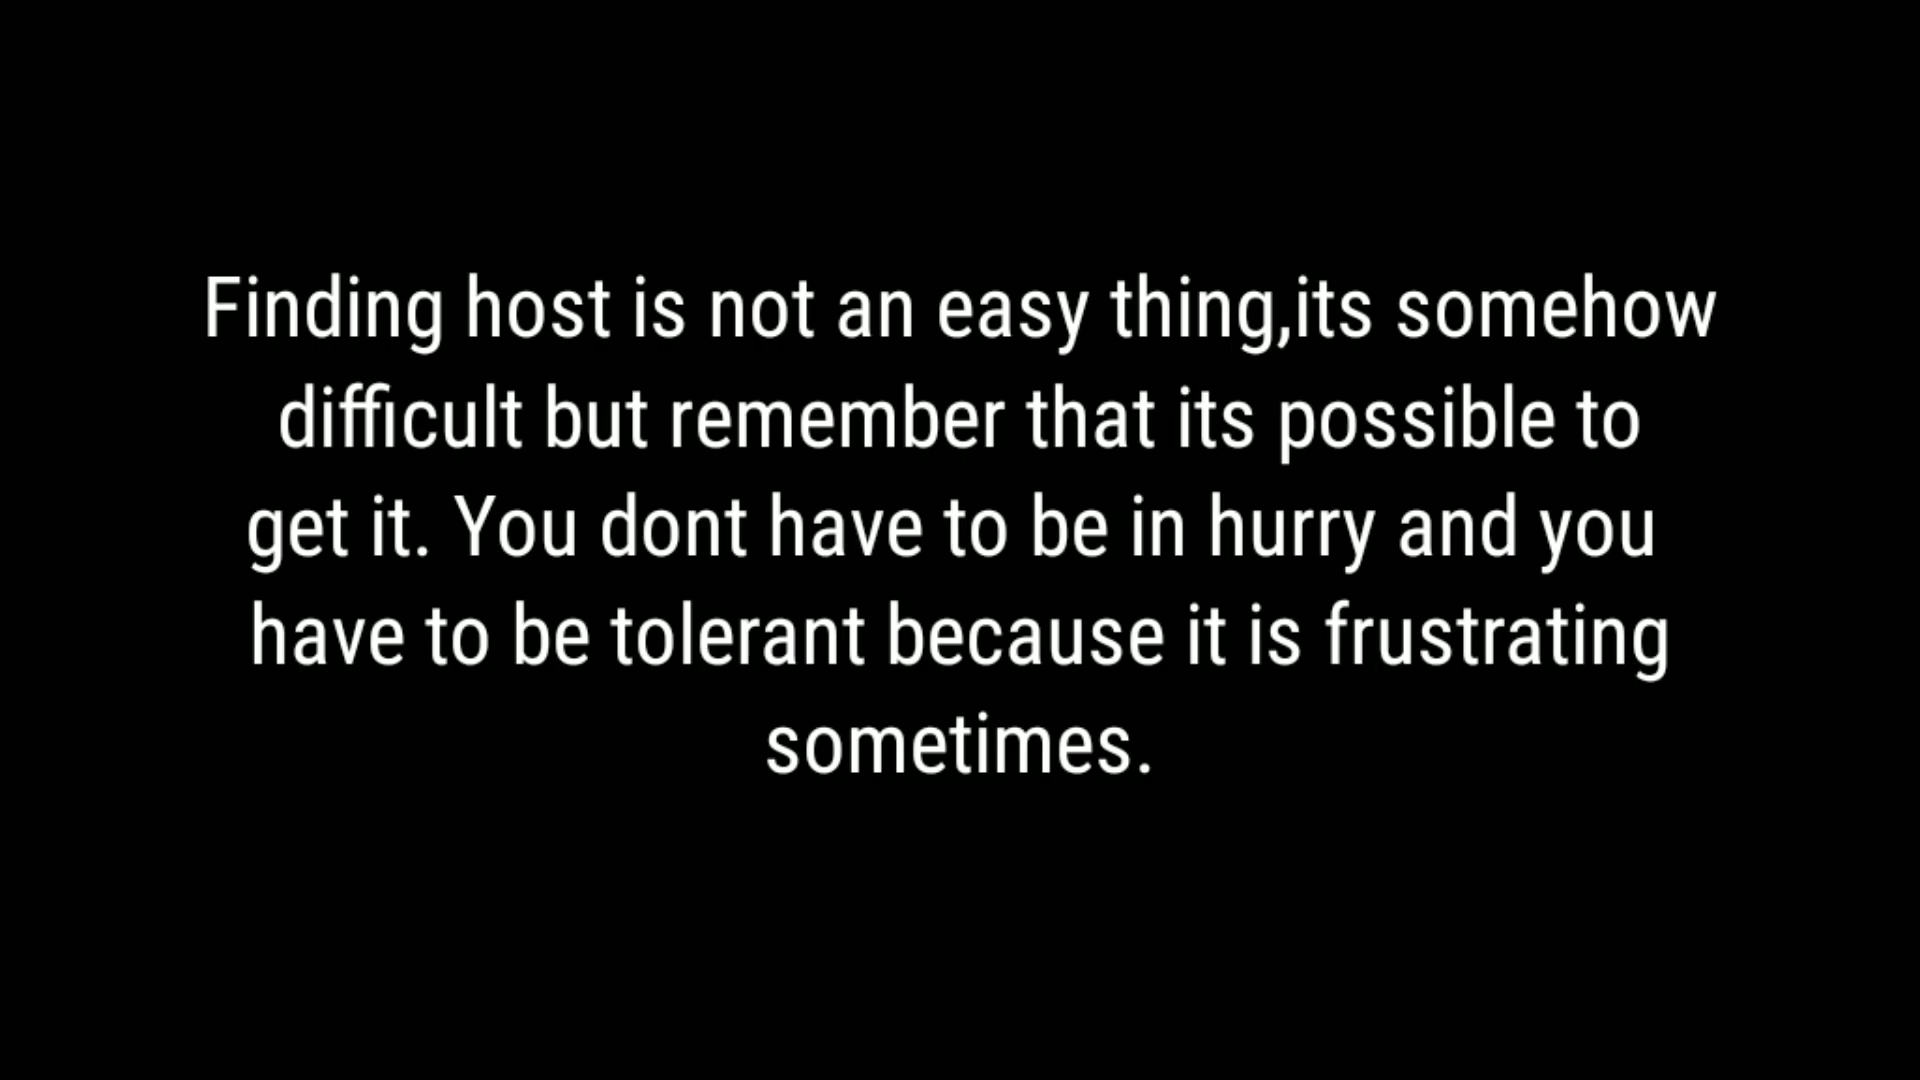 Finding host is not an easy thing,its somehow
difficult but remember that its possible to
get it. You dont have to be in hurry and you
have to be tolerant because it is frustrating
sometimes.